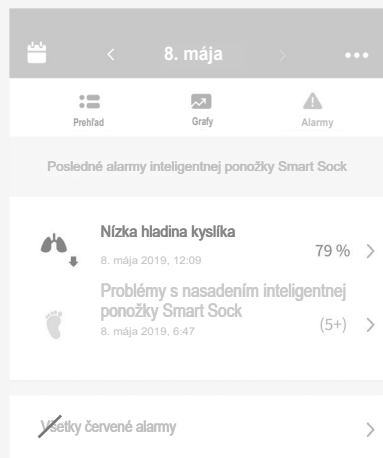 8. mája
Prehľad Grafy Alarmy
Posledné alarmy inteligentnej ponožky Smart Sock
Nízka hladina kyslíka
79 %
8. mája 2019, 12:09
Problémy s nasadením inteligentnej
ponožky Smart Sock
(5+)
8. mája 2019, 6:47
Všetky červené alarmy